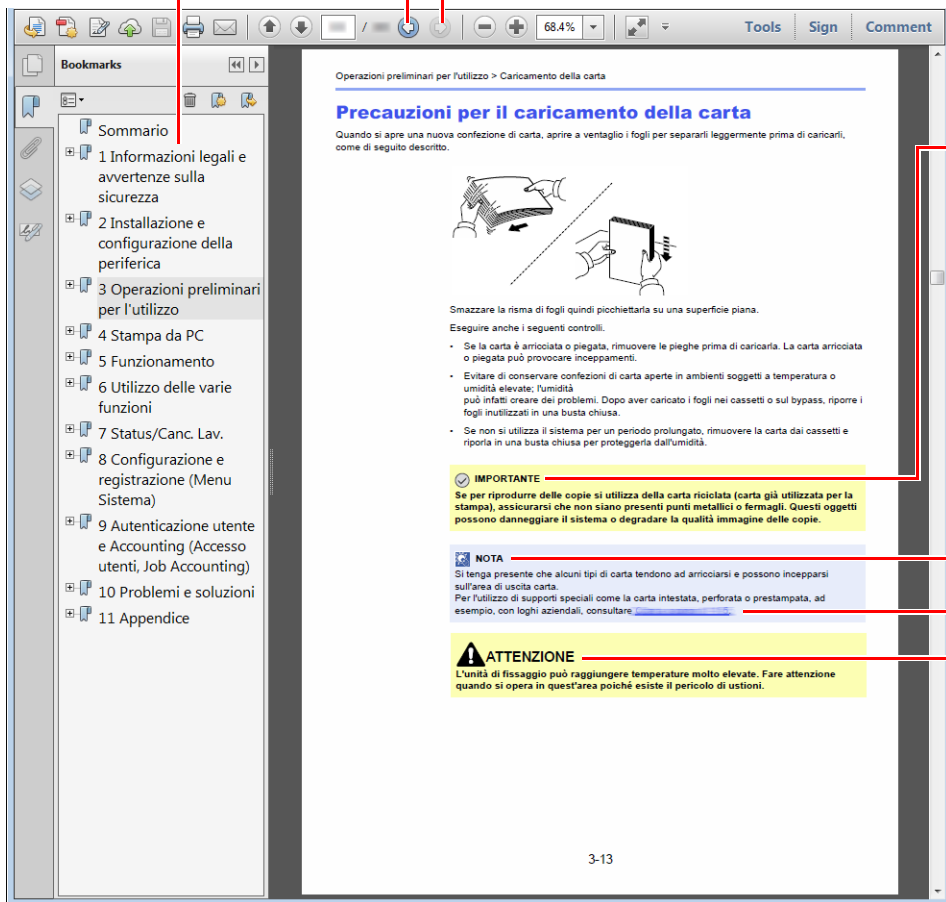 68.4%
Tools
Sign
Comment
Bookmarks
Sommario
1 Informazioni legali e
avvertenze sulla
sicurezza
2 Installazione e
configurazione della
periferica
3 Operazioni preliminari
per l'utilizzo
4 Stampa da PC
5 Funzionamento
6 Utilizzo delle varie
funzioni
7 Status/Canc. Lav.
8 Configurazione e
registrazione (Menu
Sistema)
9 Autenticazione utente
e Accounting (Accesso
utenti, Job Accounting)
10 Problemi e soluzioni
11 Appendice
Operazioni preliminari per l'utilizzo > Caricamento della carta
Precauzioni per il caricamento della carta
Quando si apre una nuova confezione di carta, aprire a ventaglio i fogli per separarli leggermente prima di caricarli,
come di seguito descritto.
Smazzare la risma di fogli quindi picchiettarla su una superficie piana.
Eseguire anche i seguenti controlli.
• Se la carta è arricciata o piegata, rimuovere le pieghe prima di caricarla. La carta arricciata
o piegata può provocare inceppamenti.
• Evitare di conservare confezioni di carta aperte in ambienti soggetti a temperatura o
umidità elevate; l'umidità
può infatti creare dei problemi. Dopo aver caricato i fogli nei cassetti o sul bypass, riporre i
fogli inutilizzati in una busta chiusa.
• Se non si utilizza il sistema per un periodo prolungato, rimuovere la carta dai cassetti e
riporla in una busta chiusa per proteggerla dall'umidità.
IMPORTANTE
Se per riprodurre delle copie si utilizza della carta riciclata (carta già utilizzata per la
stampa), assicurarsi che non siano presenti punti metallici o fermagli. Questi oggetti
possono danneggiare il sistema o degradare la qualità immagine delle copie.
NOTA
Si tenga presente che alcuni tipi di carta tendono ad arricciarsi e possono incepparsi
sull'area di uscita carta.
Per l'utilizzo di supporti speciali come la carta intestata, perforata o prestampata, ad
esempio, con loghi aziendali, consultare
ATTENZIONE
L'unità di fissaggio può raggiungere temperature molto elevate. Fare attenzione
quando si opera in quest'area poiché esiste il pericolo di ustioni.
3-13